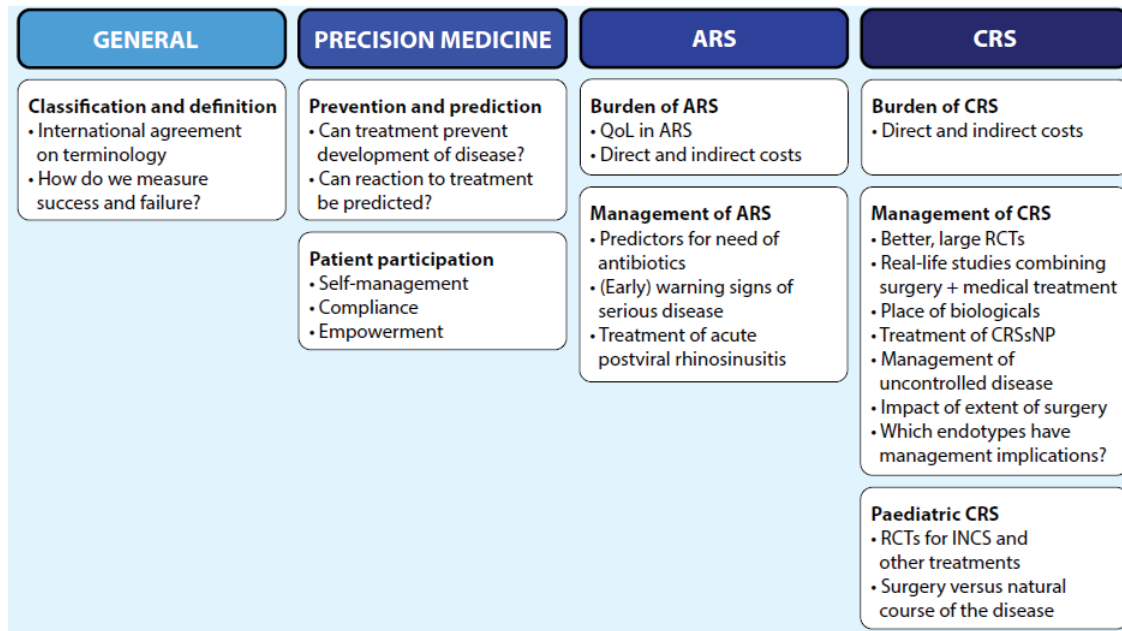 GENERAL
Classification and definition
• International agreement
on terminology
• How do we measure
success and failure?
PRECISION MEDICINE
Prevention and prediction
• Can treatment prevent
development of disease?
• Can reaction to treatment
be predicted?
Patient participation
• Self-management
• Compliance
• Empowerment
ARS
Burden of ARS
• QoL in ARS
• Direct and indirect costs
Management of ARS
• Predictors for need of
antibiotics
• (Early) warning signs of
serious disease
• Treatment of acute
postviral rhinosinusitis
CRS
Burden of CRS
• Direct and indirect costs
Management of CRS
• Better, large RCTs
• Real-life studies combining
surgery + medical treatment
• Place of biologicals
• Treatment of CRSsNP
• Management of
uncontrolled disease
• Impact of extent of surgery
• Which endotypes have
management implications?
Paediatric CRS
• RCTs for INCS and
other treatments
• Surgery versus natural
course of the disease